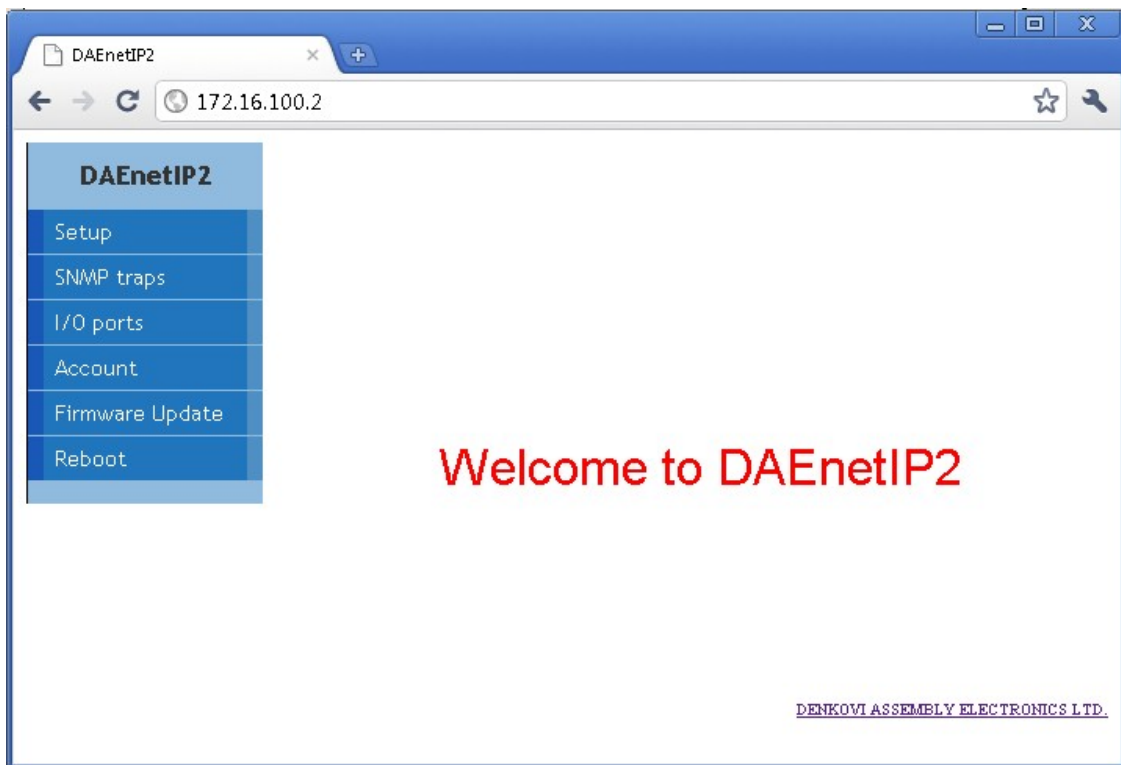 DAEnetIP2
172.16.100.2
DAEnetIP2
Setup
SNMP traps
I/O ports
Account
Firmware Update
Reboot
Welcome to DAEnetIP2
DENKOVI ASSEMBLY ELECTRONICS LTD.